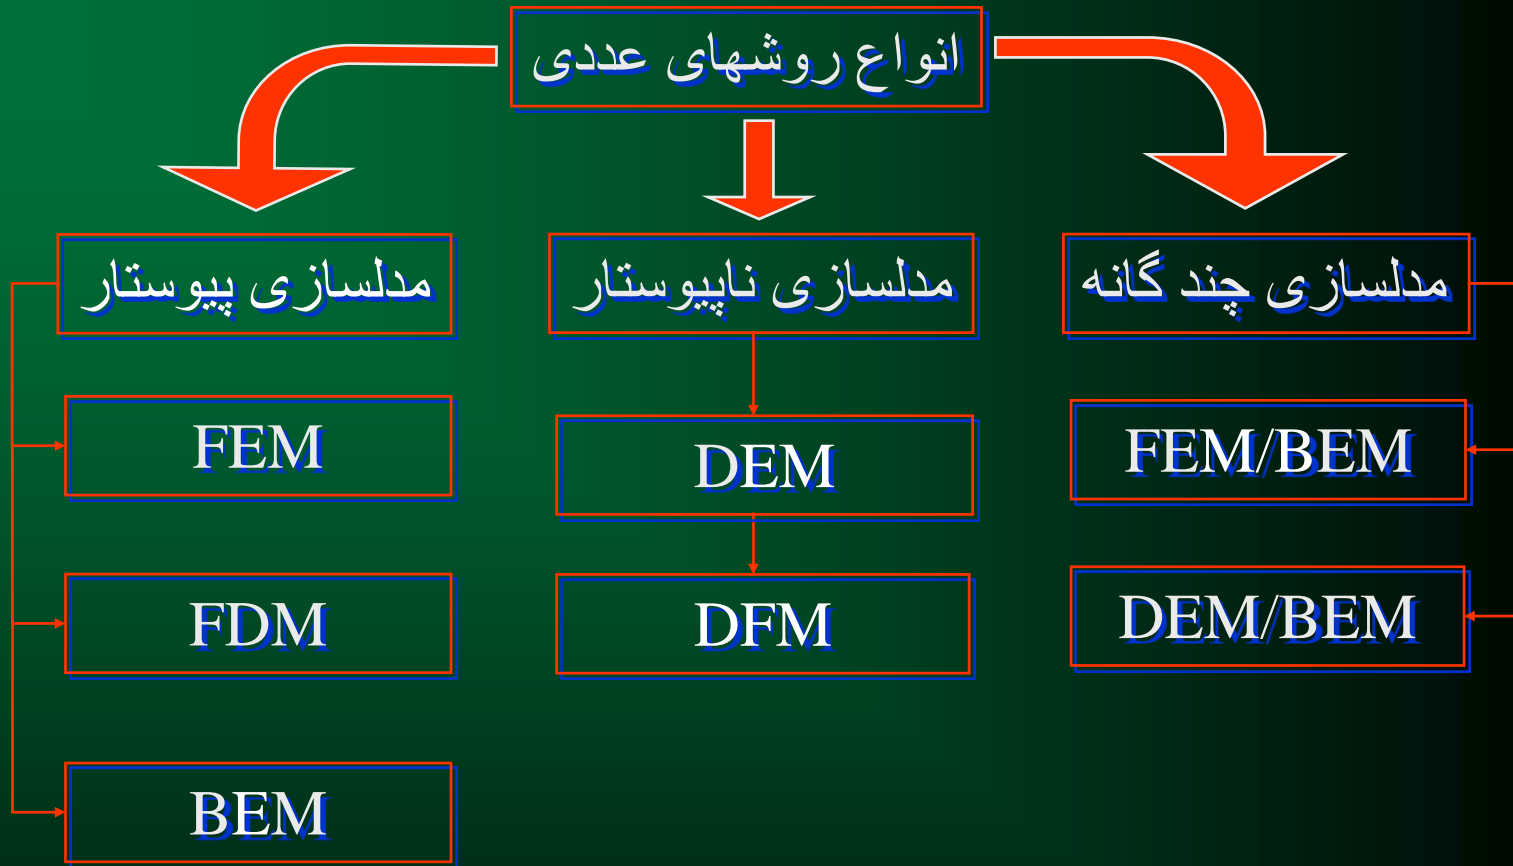 انواع روشهای عددی
مدلسازی پیوستار
مدلسازی ناپیوستار
مدلسازی چند گانه
FEM
DEM
FEM/BEM
FDM
DFM
DEM/BEM
BEM